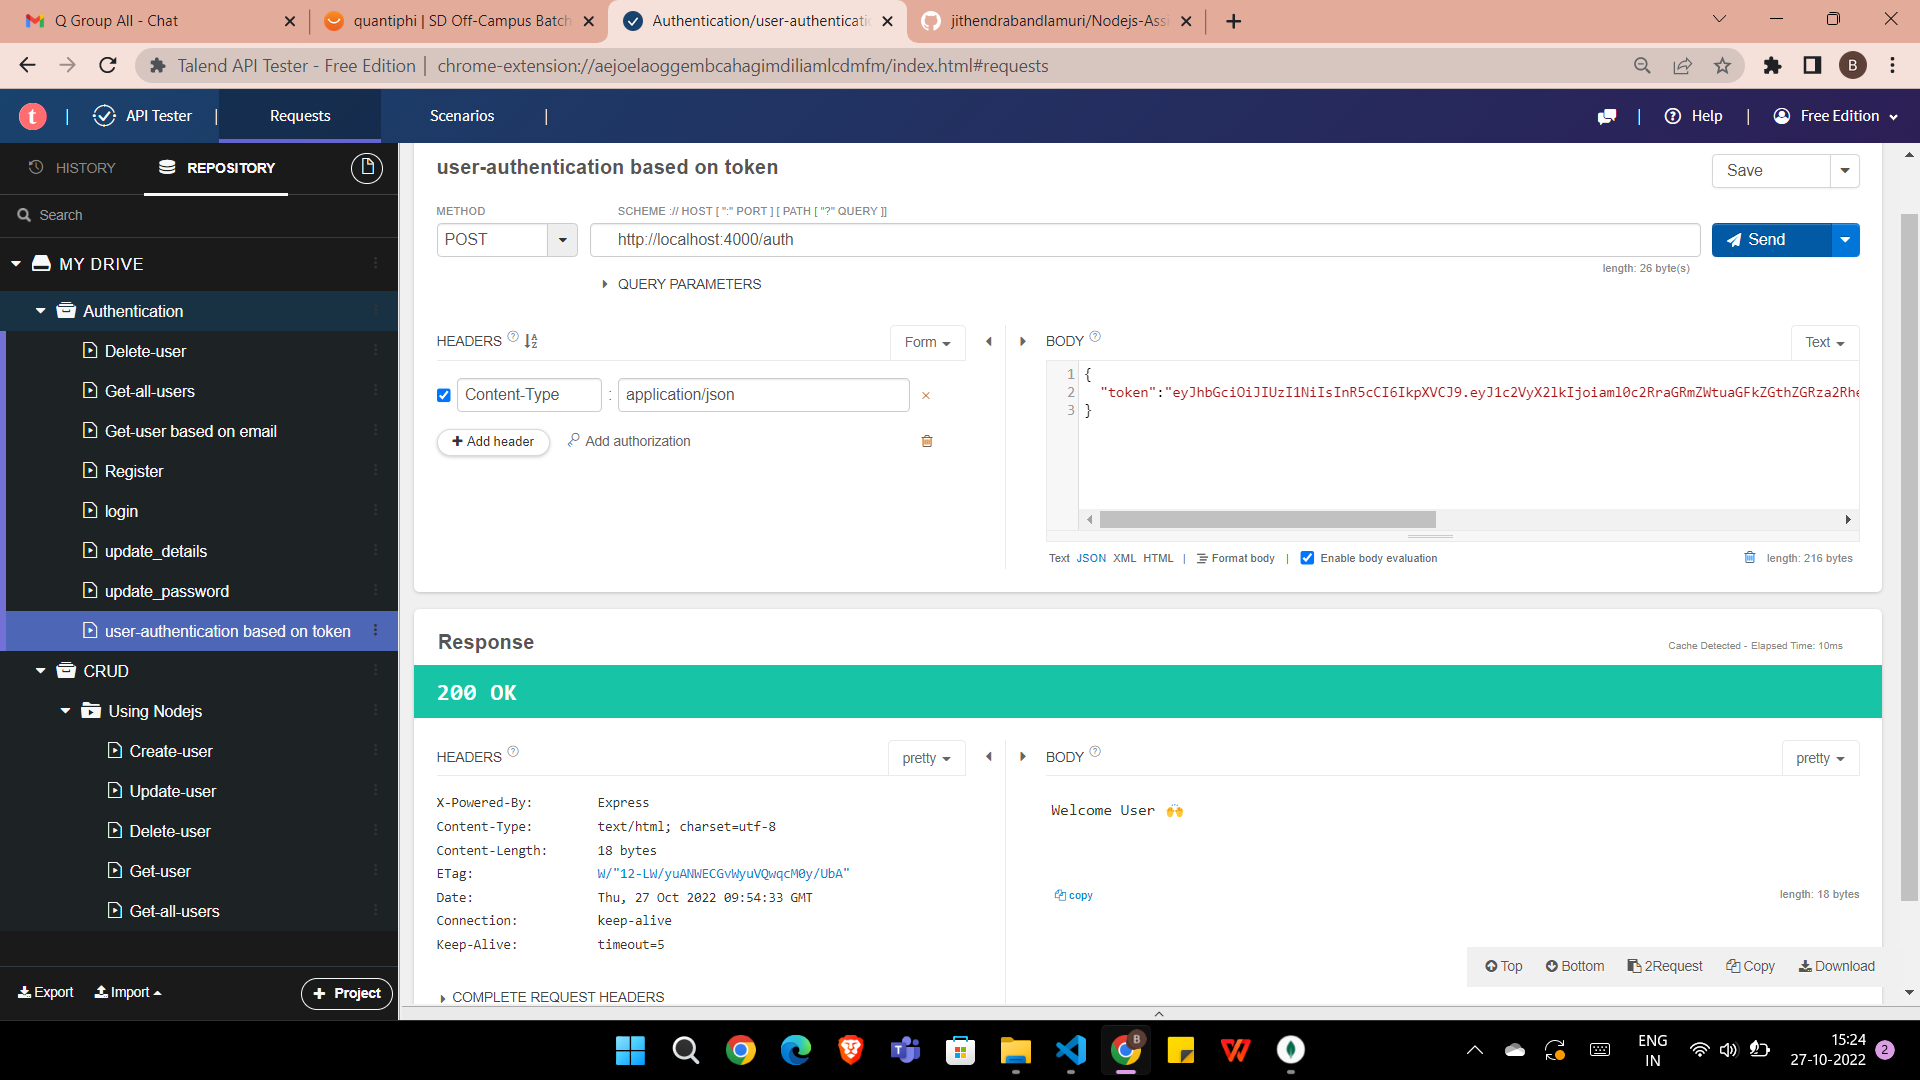 Q Group All - Chat
quantiphi | SD Off-Campus Batch
Authentication/user-authenticatio
jithendrabandlamuri/Nodejs-Assi
Talend API Tester - Free Edition | chrome-extension://aejoelaoggembcahagimdiliamlcdmfm/index.html#requests
B
t | API Tester | Requests Scenarios |
| Help | Free Edition
HISTORY REPOSITORY
Search
MY DRIVE
Authentication
Delete-user
Get-all-users
Get-user based on email
Register
login
update_details
update_password
user-authentication based on token
CRUD
Using Nodejs
Create-user
Update-user
Delete-user
Get-user
Get-all-users
Export Import + Project
user-authentication based on token
Save
METHOD SCHEME :// HOST [ ":" PORT ] [ PATH [ "?" QUERY ]]
POST http://localhost:4000/auth Send
length: 26 byte(s)
QUERY PARAMETERS
HEADERS ? Form
BODY ? Text
Content-Type : application/json ×
+ Add header Add authorization
1 {
2 "token":"eyJhbGciOiJIUzI1NiIsInR5cCI6IkpXVCJ9.eyJ1c2VyX2lkIjoiaml0c2RraGRmZWtuaGFkZGthZGRza2Rhe
3 }
Text JSON XML HTML | Format body | Enable body evaluation length: 216 bytes
Response
Cache Detected - Elapsed Time: 10ms
200 OK
HEADERS ? pretty
BODY ? pretty
X-Powered-By: Express
Content-Type: text/html; charset=utf-8
Content-Length: 18 bytes
ETag: W/"12-LW/yuANWECGvWyuVQwqcM0y/UbA"
Date: Thu, 27 Oct 2022 09:54:33 GMT
Connection: keep-alive
Keep-Alive: timeout=5
COMPLETE REQUEST HEADERS
Welcome User 🙌
copy length: 18 bytes
Top Bottom 2Request Copy Download
B
ENG
IN
15:24
27-10-2022
2